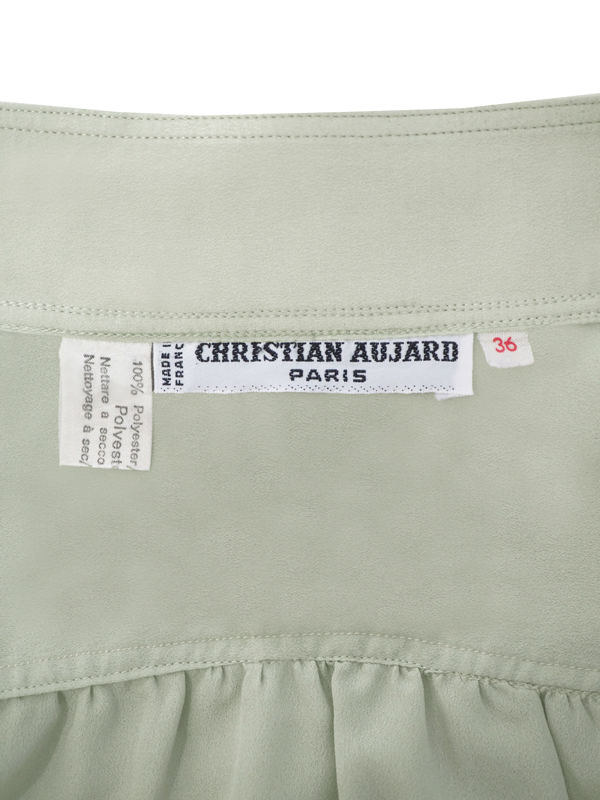 100% Polyester/
Polyest
Nettare a secco
Nettoyage à sec/
MADE I
FRANC
CHRISTIAN AUJARD
PARIS
36